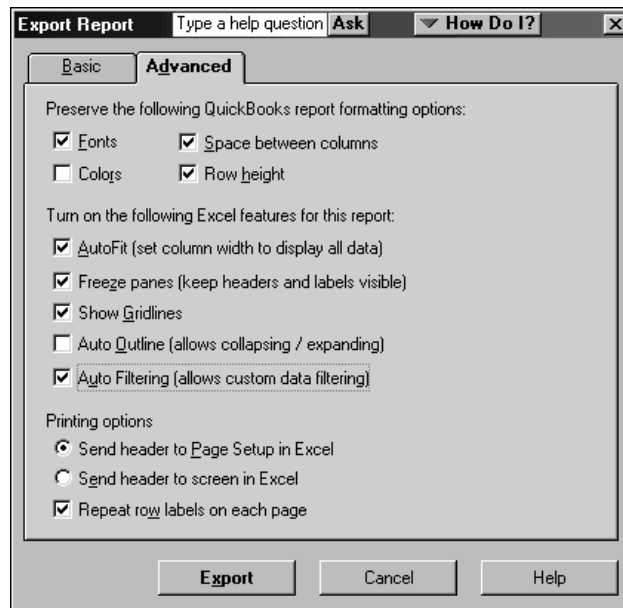 Export Report Type a help question Ask How Do I?
Basic Advanced
Preserve the following QuickBooks report formatting options:
Fonts Space between columns
Colors Row height
Turn on the following Excel features for this report:
AutoFit (set column width to display all data)
Freeze panes (keep headers and labels visible)
Show Gridlines
Auto Outline (allows collapsing / expanding)
Auto Filtering (allows custom data filtering)
Printing options
Send header to Page Setup in Excel
Send header to screen in Excel
Repeat row labels on each page
Export Cancel Help